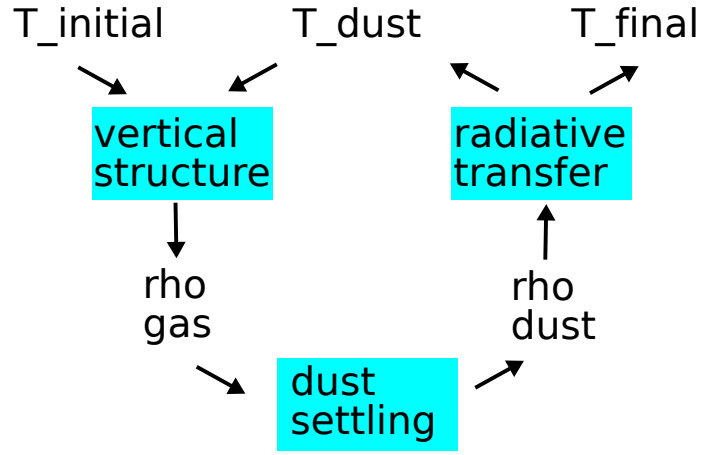 T_initial
T_dust
T_final
vertical
structure
radiative
transfer
rho
gas
rho
dust
dust
settling